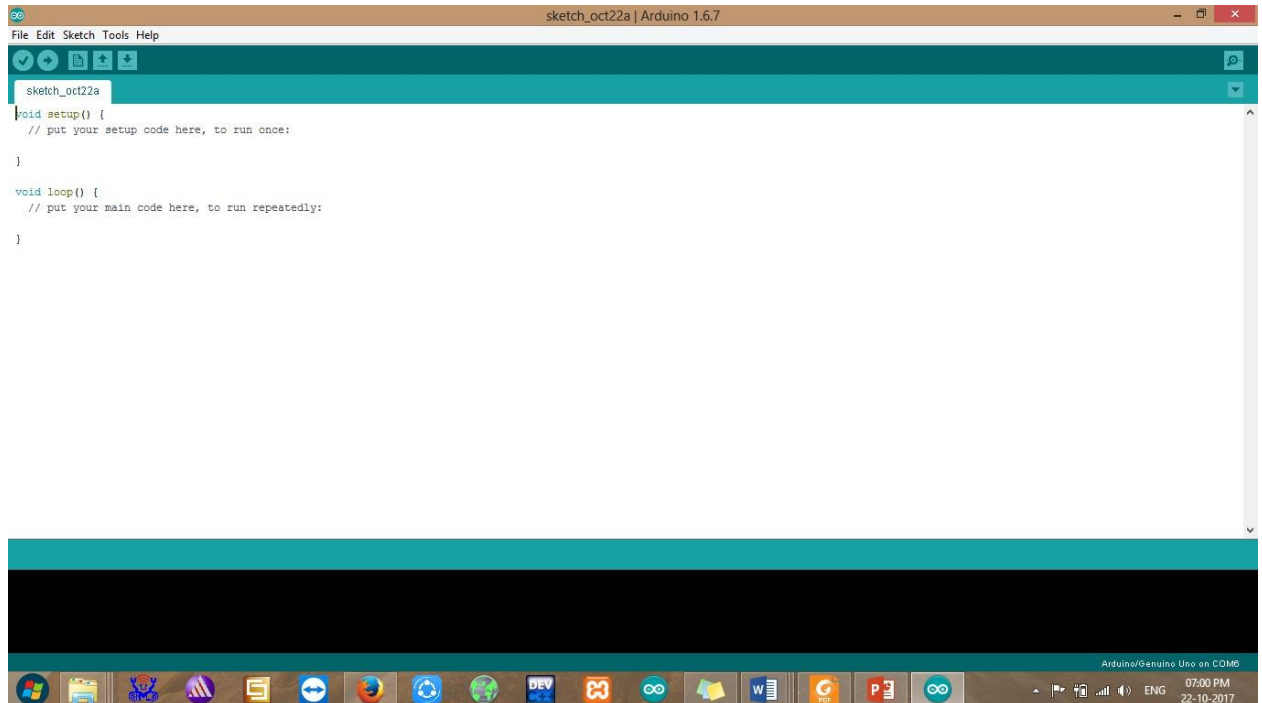 sketch_oct22a | Arduino 1.6.7
File Edit Sketch Tools Help
sketch_oct22a
void setup() {
// put your setup code here, to run once:
}
void loop() {
// put your main code here, to run repeatedly:
}
Arduino/Genuino Uno on COM6
DEV
C++
W
G
PDF
P
S
ENG
07:00 PM
22-10-2017